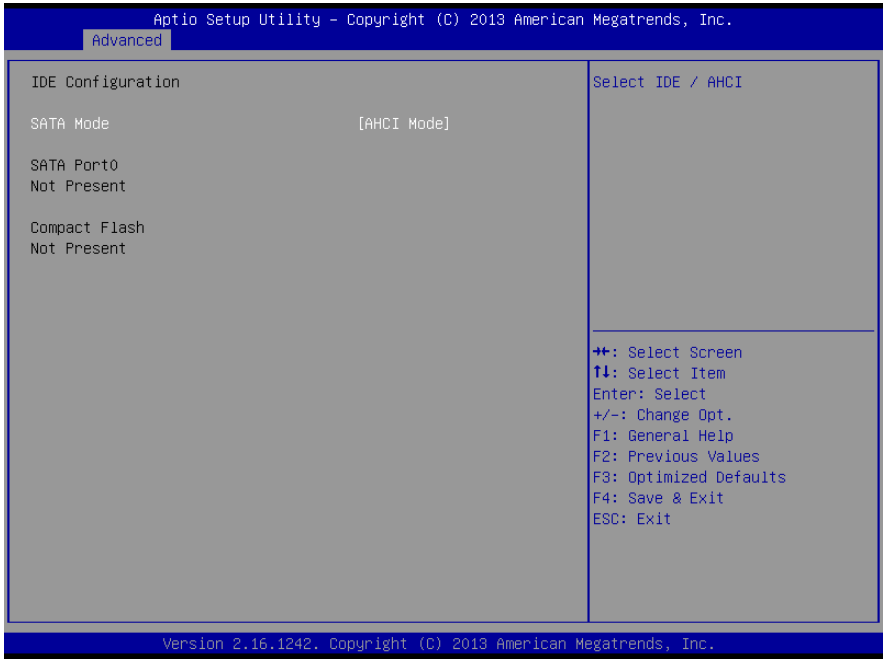 Aptio Setup Utility – Copyright (C) 2013 American Megatrends, Inc.
Advanced
IDE Configuration
SATA Mode [AHCI Mode]
SATA Port0
Not Present
Compact Flash
Not Present
Select IDE / AHCI
→←: Select Screen
↑↓: Select Item
Enter: Select
+/-: Change Opt.
F1: General Help
F2: Previous Values
F3: Optimized Defaults
F4: Save & Exit
ESC: Exit
Version 2.16.1242. Copyright (C) 2013 American Megatrends, Inc.